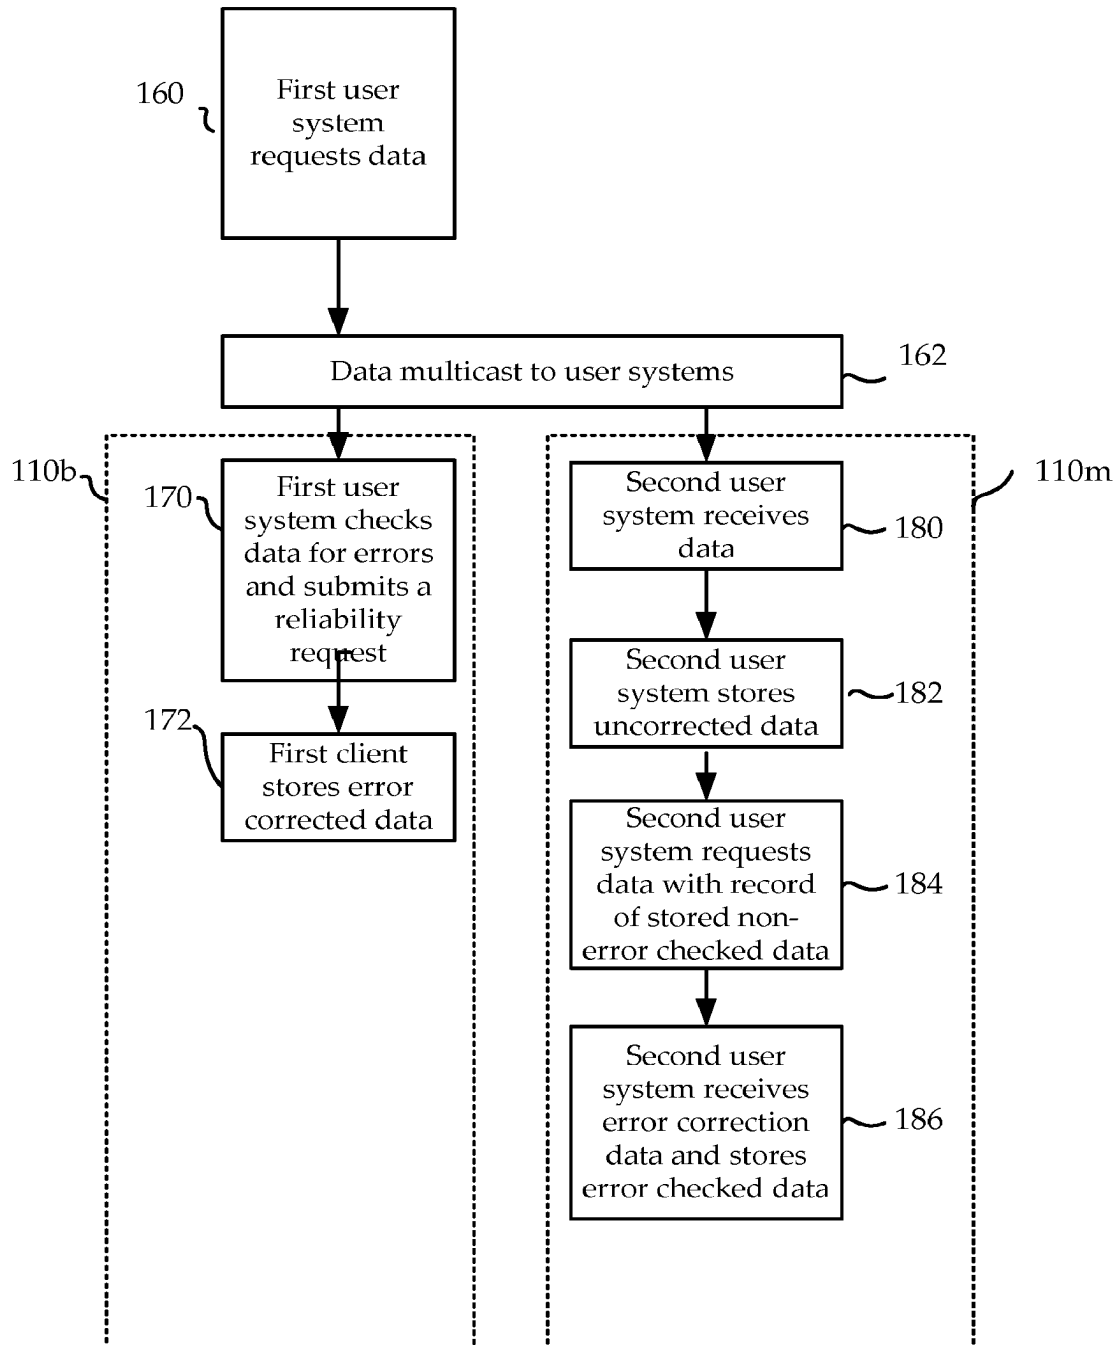 160
First user
system
requests data
Data multicast to user systems
162
110b
170
First user
system checks
data for errors
and submits a
reliability
request
172
First client
stores error
corrected data
110m
Second user
system receives
data
180
Second user
system stores
uncorrected data
182
Second user
system requests
data with record
of stored non-
error checked data
184
Second user
system receives
error correction
data and stores
error checked data
186